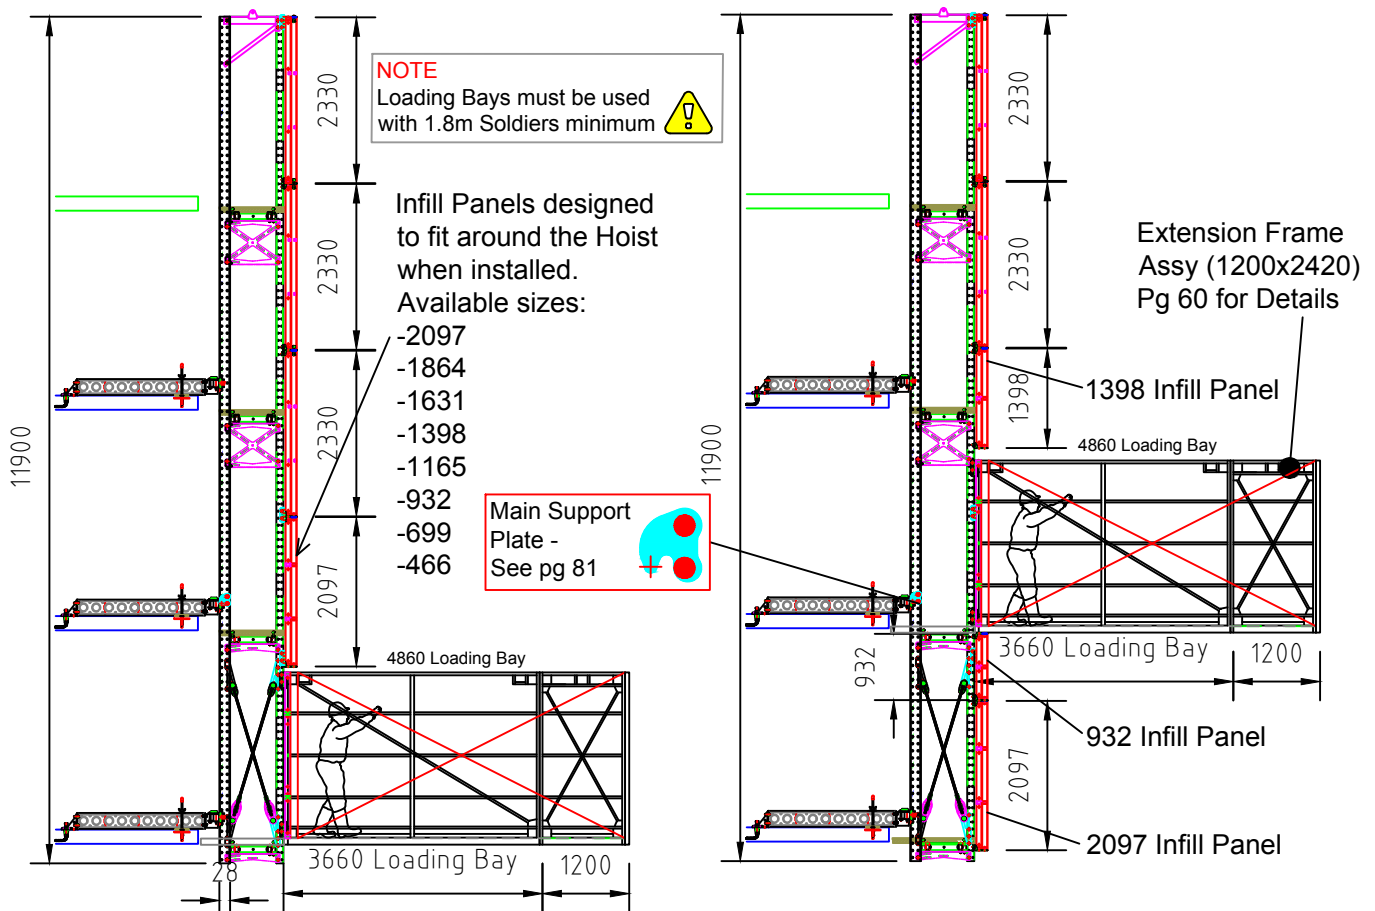 NOTE
Loading Bays must be used
with 1.8m Soldiers minimum
Infill Panels designed
to fit around the Hoist
when installed.
Available sizes:
-2097
-1864
-1631
-1398
-1165
-932
-699
-466
11900
2330
2330
2330
2097
4860 Loading Bay
3660 Loading Bay
1200
28
Main Support
Plate -
See pg 81
11900
2330
2330
1398
Extension Frame
Assy (1200x2420)
Pg 60 for Details
1398 Infill Panel
4860 Loading Bay
3660 Loading Bay
1200
932
932 Infill Panel
2097
2097 Infill Panel